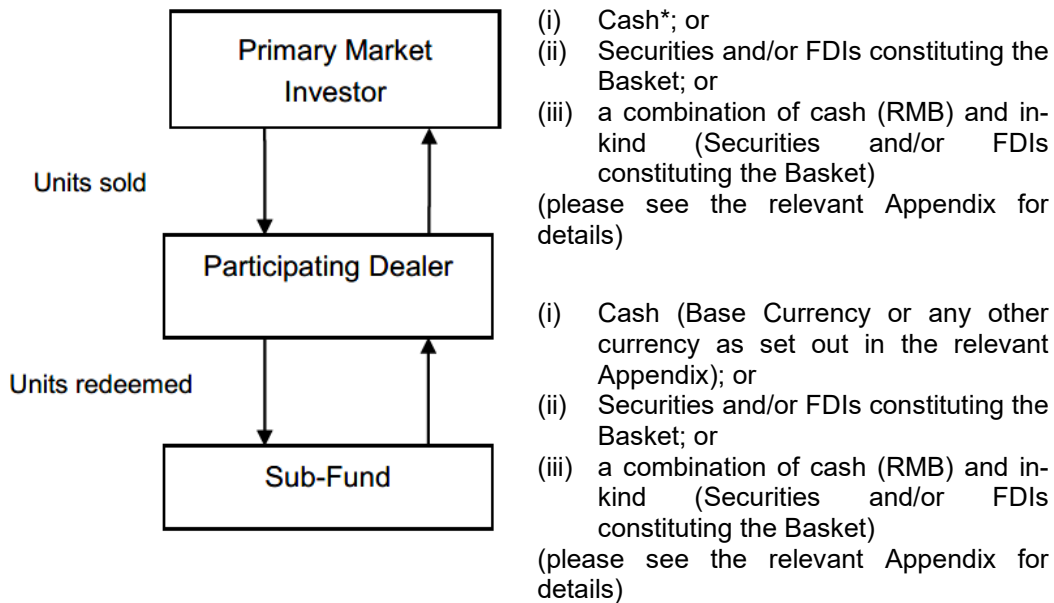 Primary Market
Investor
Units sold
Participating Dealer
Units redeemed
Sub-Fund
(i) Cash*; or
(ii) Securities and/or FDIs constituting the
Basket; or
(iii) a combination of cash (RMB) and in-
kind (Securities and/or FDIs
constituting the Basket)
(please see the relevant Appendix for
details)
(i) Cash (Base Currency or any other
currency as set out in the relevant
Appendix); or
(ii) Securities and/or FDIs constituting the
Basket; or
(iii) a combination of cash (RMB) and in-
kind (Securities and/or FDIs
constituting the Basket)
(please see the relevant Appendix for
details)